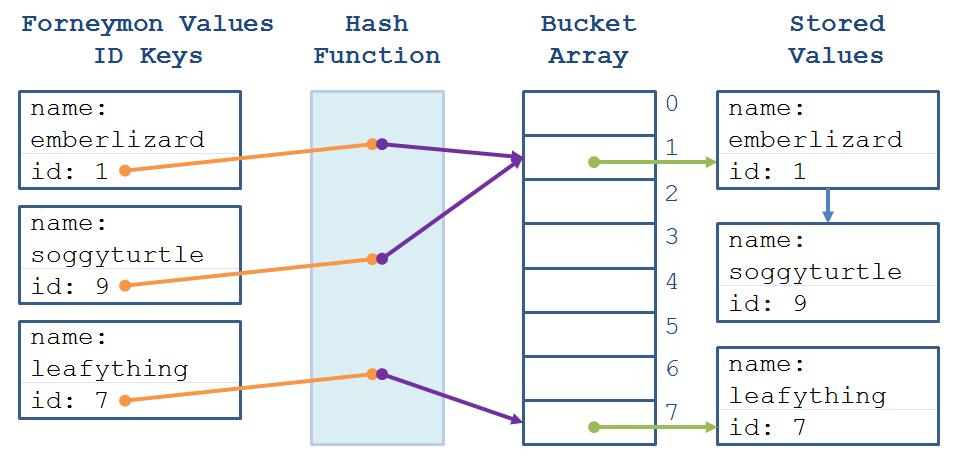 Forneymon Values
ID Keys
Hash
Function
Bucket
Array
Stored
Values
name:
emberlizard
id: 1
name:
soggyturtle
id: 9
name:
leafything
id: 7
0
1
2
3
4
5
6
7
name:
emberlizard
id: 1
name:
soggyturtle
id: 9
name:
leafything
id: 7